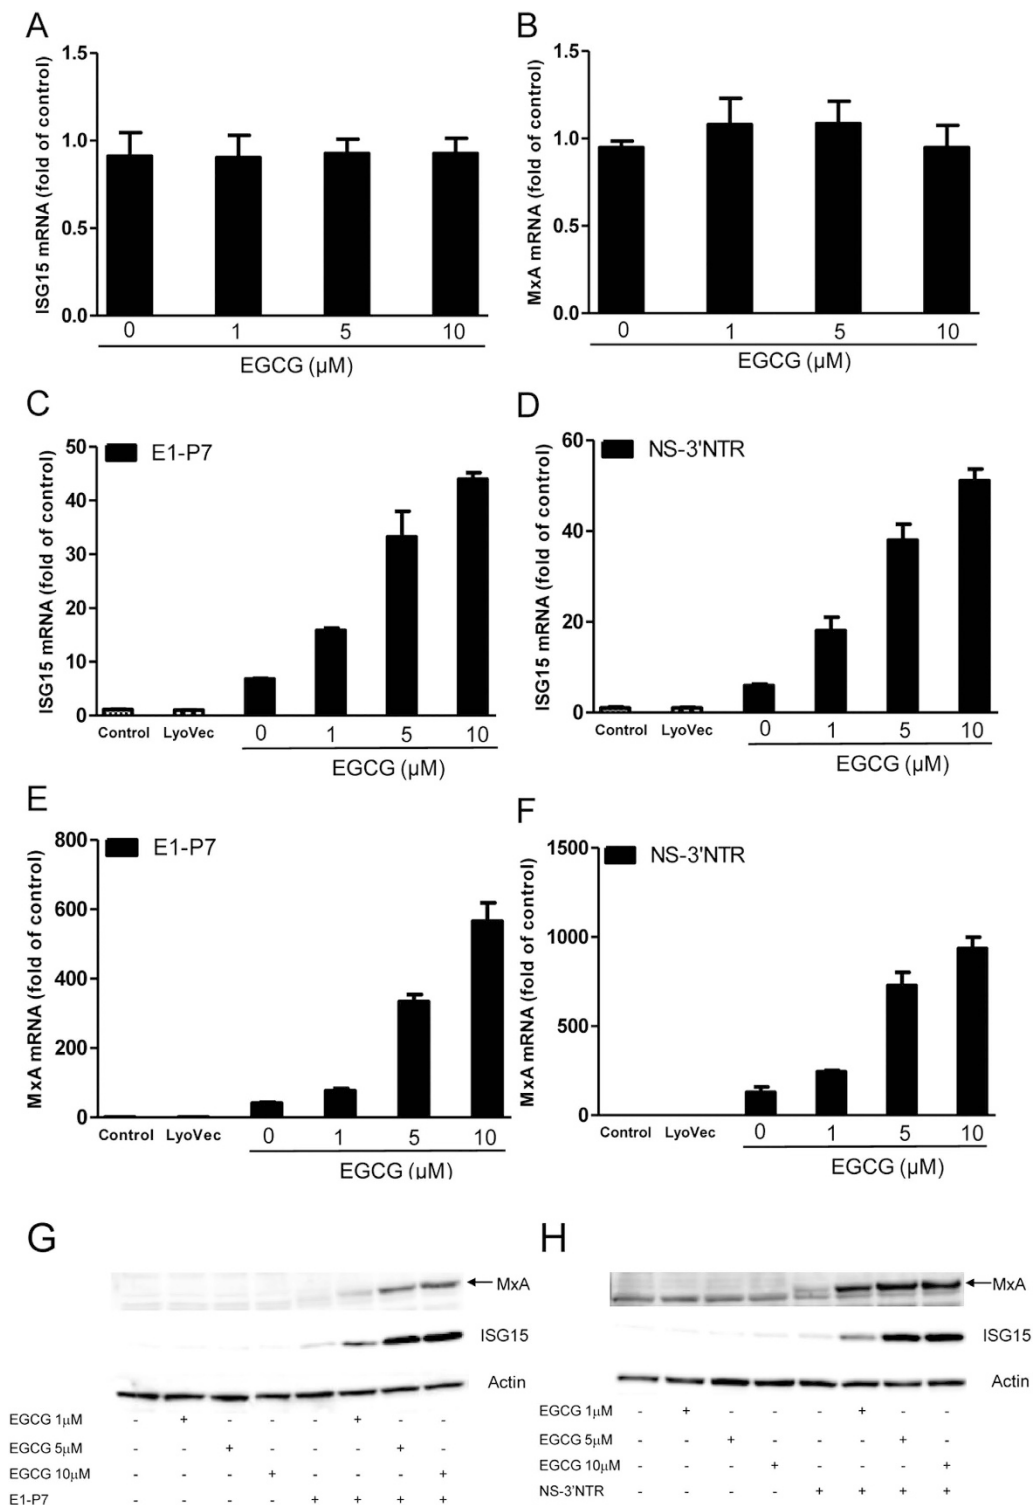 A
ISG15 mRNA (fold of control)
1.5
1.0
0.5
0.0
0 1 5 10
EGCG (µM)
B
MxA mRNA (fold of control)
1.5
1.0
0.5
0.0
0 1 5 10
EGCG (µM)
C
E1-P7
ISG15 mRNA (fold of control)
50
40
30
20
10
0
Control LyoVec 0 1 5 10
EGCG (µM)
D
NS-3'NTR
ISG15 mRNA (fold of control)
60
40
20
0
Control LyoVec 0 1 5 10
EGCG (µM)
E
E1-P7
MxA mRNA (fold of control)
800
600
400
200
0
Control LyoVec 0 1 5 10
EGCG (µM)
F
NS-3'NTR
MxA mRNA (fold of control)
1500
1000
500
0
Control LyoVec 0 1 5 10
EGCG (µM)
G
MxA
ISG15
Actin
EGCG 1µM - + - - - + - -
EGCG 5µM - - + - - - + -
EGCG 10µM - - - + - - - +
E1-P7 - - - - + + + +
H
MxA
ISG15
Actin
EGCG 1µM - + - - - + - -
EGCG 5µM - - + - - - + -
EGCG 10µM - - - + - - - +
NS-3'NTR - - - - + + + +